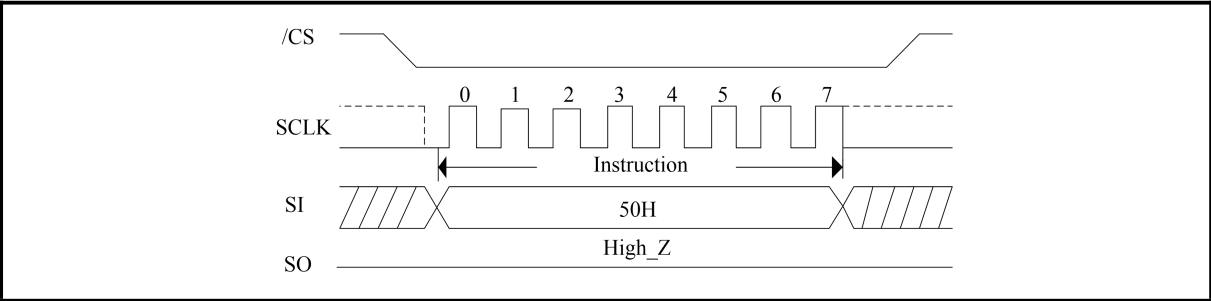 /CS
0 1 2 3 4 5 6 7
SCLK
Instruction
SI
50H
High_Z
SO